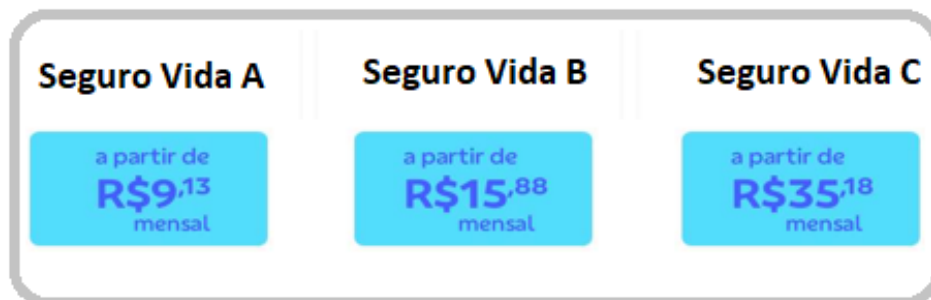 Seguro Vida A
a partir de
R$9,13
mensal
Seguro Vida B
a partir de
R$15,88
mensal
Seguro Vida C
a partir de
R$35,18
mensal